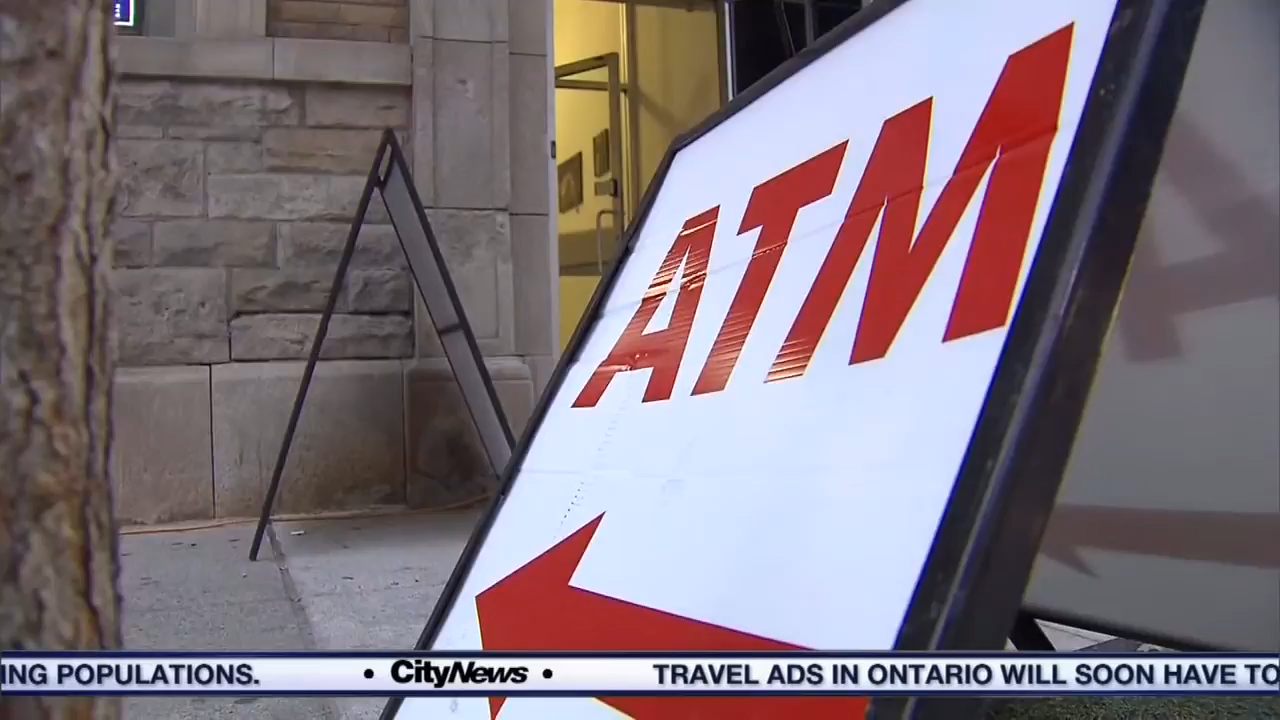 ATM
ING POPULATIONS. • CityNews • TRAVEL ADS IN ONTARIO WILL SOON HAVE TO